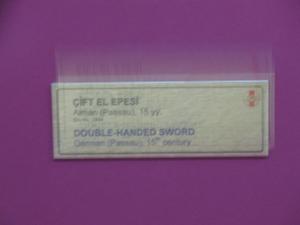 ÇİFT EL EPESİ
Alman (Passau), 15 yy.
DOUBLE-HANDED SWORD
German (Passau), 15th century